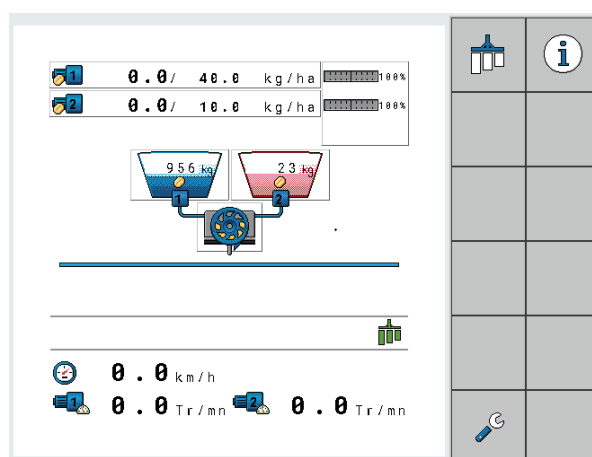 1 0.0/ 40.0 kg/ha 100%
2 0.0/ 10.0 kg/ha 100%
956 kg 23 kg
1 2
0.0 km/h
1 0.0 Tr/mn 2 0.0 Tr/mn
i